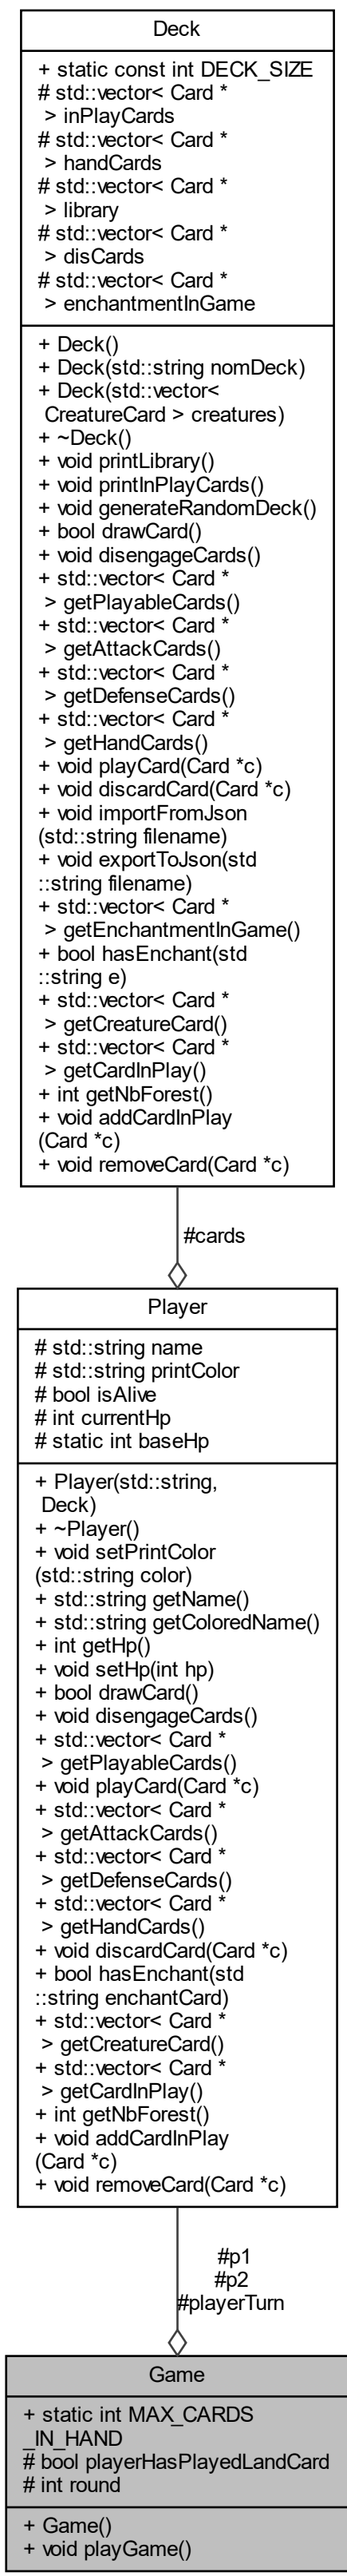 Deck
+ static const int DECK_SIZE
# std::vector< Card *
> inPlayCards
# std::vector< Card *
> handCards
# std::vector< Card *
> library
# std::vector< Card *
> disCards
# std::vector< Card *
> enchantmentInGame
+ Deck()
+ Deck(std::string nomDeck)
+ Deck(std::vector<
CreatureCard > creatures)
+ ~Deck()
+ void printLibrary()
+ void printInPlayCards()
+ void generateRandomDeck()
+ bool drawCard()
+ void disengageCards()
+ std::vector< Card *
> getPlayableCards()
+ std::vector< Card *
> getAttackCards()
+ std::vector< Card *
> getDefenseCards()
+ std::vector< Card *
> getHandCards()
+ void playCard(Card *c)
+ void discardCard(Card *c)
+ void importFromJson
(std::string filename)
+ void exportToJson(std
::string filename)
+ std::vector< Card *
> getEnchantmentInGame()
+ bool hasEnchant(std
::string e)
+ std::vector< Card *
> getCreatureCard()
+ std::vector< Card *
> getCardInPlay()
+ int getNbForest()
+ void addCardInPlay
(Card *c)
+ void removeCard(Card *c)
#cards
Player
# std::string name
# std::string printColor
# bool isAlive
# int currentHp
# static int baseHp
+ Player(std::string,
Deck)
+ ~Player()
+ void setPrintColor
(std::string color)
+ std::string getName()
+ std::string getColoredName()
+ int getHp()
+ void setHp(int hp)
+ bool drawCard()
+ void disengageCards()
+ std::vector< Card *
> getPlayableCards()
+ void playCard(Card *c)
+ std::vector< Card *
> getAttackCards()
+ std::vector< Card *
> getDefenseCards()
+ std::vector< Card *
> getHandCards()
+ void discardCard(Card *c)
+ bool hasEnchant(std
::string enchantCard)
+ std::vector< Card *
> getCreatureCard()
+ std::vector< Card *
> getCardInPlay()
+ int getNbForest()
+ void addCardInPlay
(Card *c)
+ void removeCard(Card *c)
#p1
#p2
#playerTurn
Game
+ static int MAX_CARDS
_IN_HAND
# bool playerHasPlayedLandCard
# int round
+ Game()
+ void playGame()